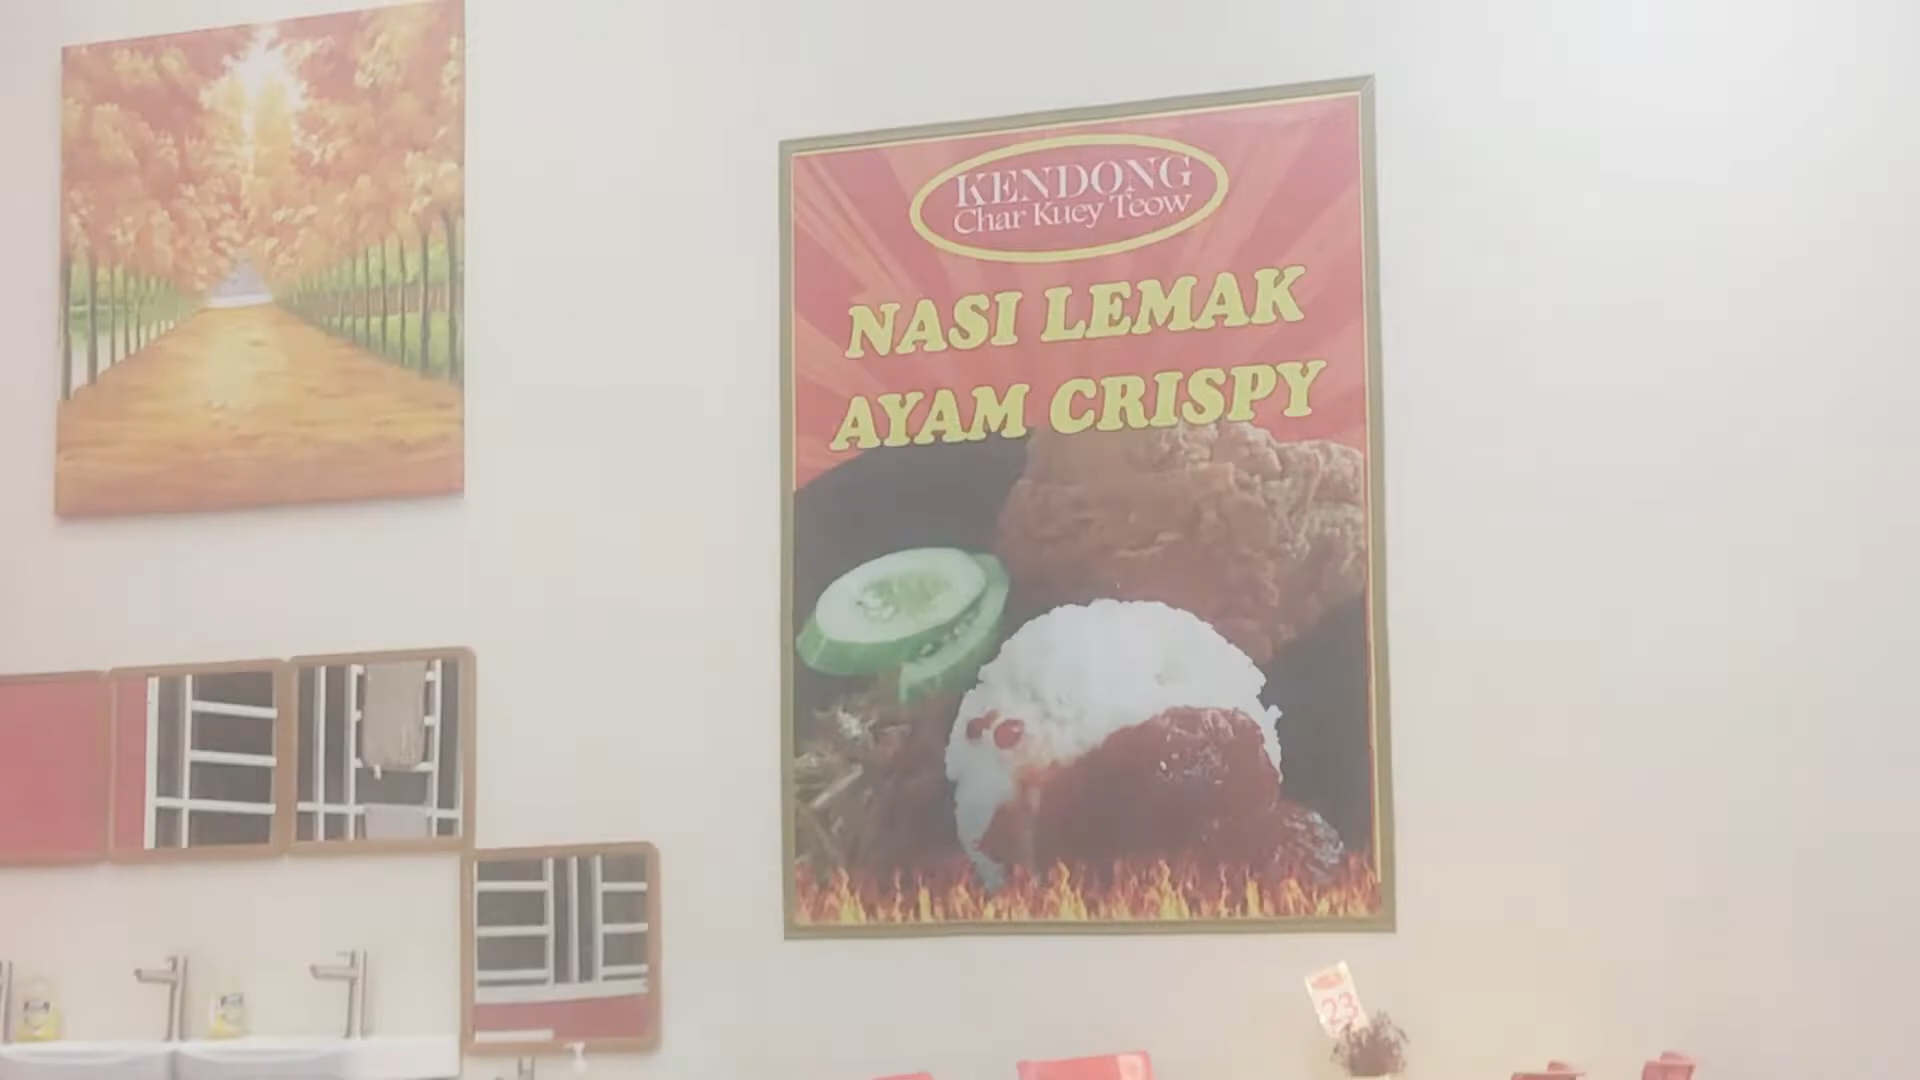 KENDONG
Char Kuey Teow
NASI LEMAK
AYAM CRISPY
23